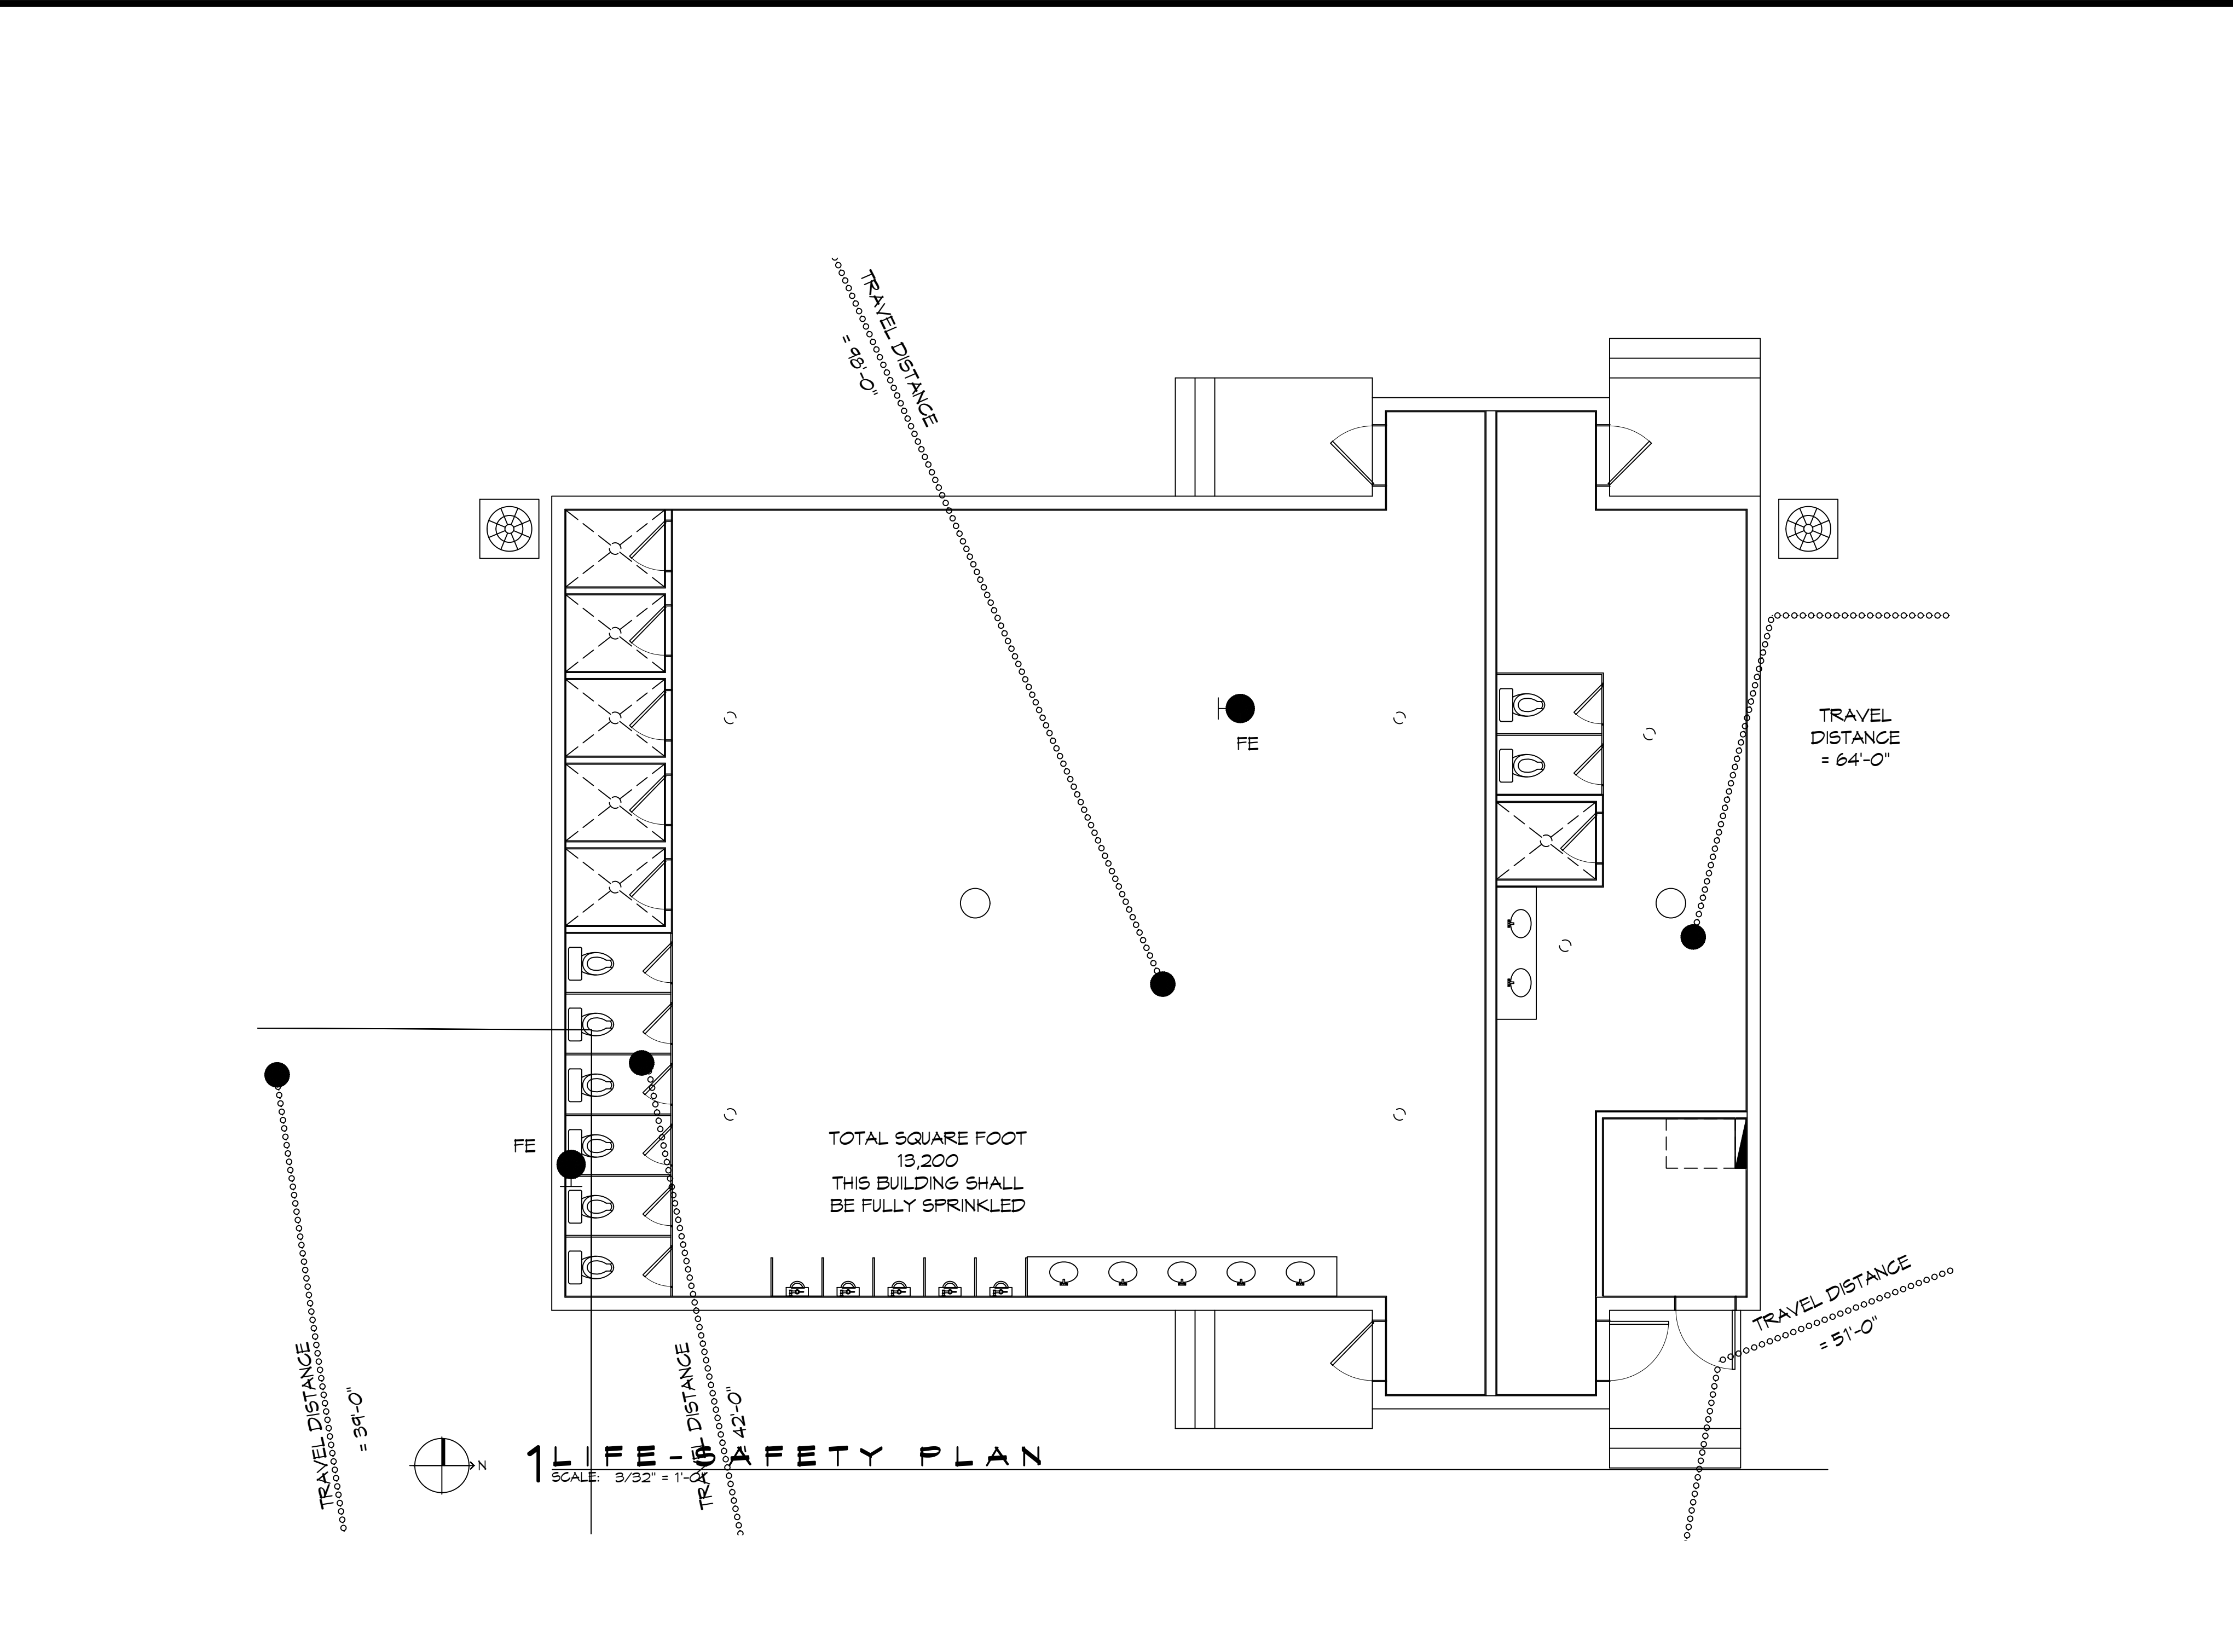 TRAVEL DISTANCE
= 98'-0"
TRAVEL
DISTANCE
= 64'-0"
FE
FE
TOTAL SQUARE FOOT
13,200
THIS BUILDING SHALL
BE FULLY SPRINKLED
TRAVEL DISTANCE
= 51'-0"
TRAVEL DISTANCE
= 39'-0"
TRAVEL DISTANCE
= 42'-0"
N
1
LIFE-SAFETY PLAN
SCALE: 3/32" = 1'-0"